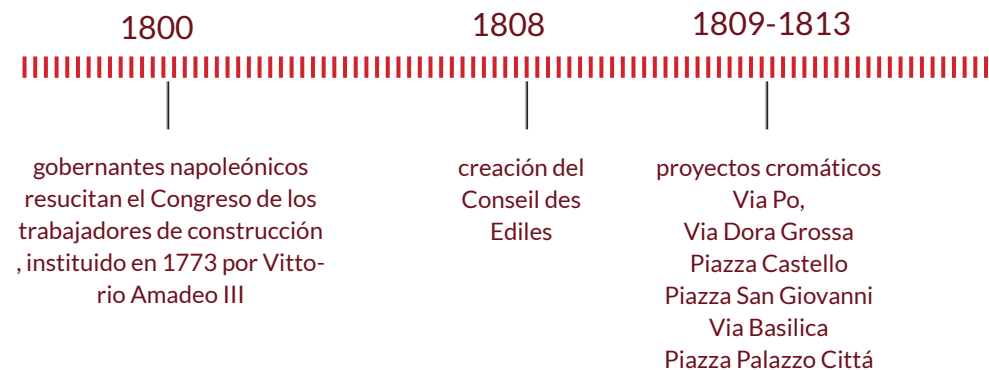 1800
gobernantes napoleónicos
resucitan el Congreso de los
trabajadores de construcción
, instituido en 1773 por Vitto-
rio Amadeo III
1808
creación del
Conseil des
Ediles
1809-1813
proyectos cromáticos
Via Po,
Via Dora Grossa
Piazza Castello
Piazza San Giovanni
Via Basilica
Piazza Palazzo Cittá